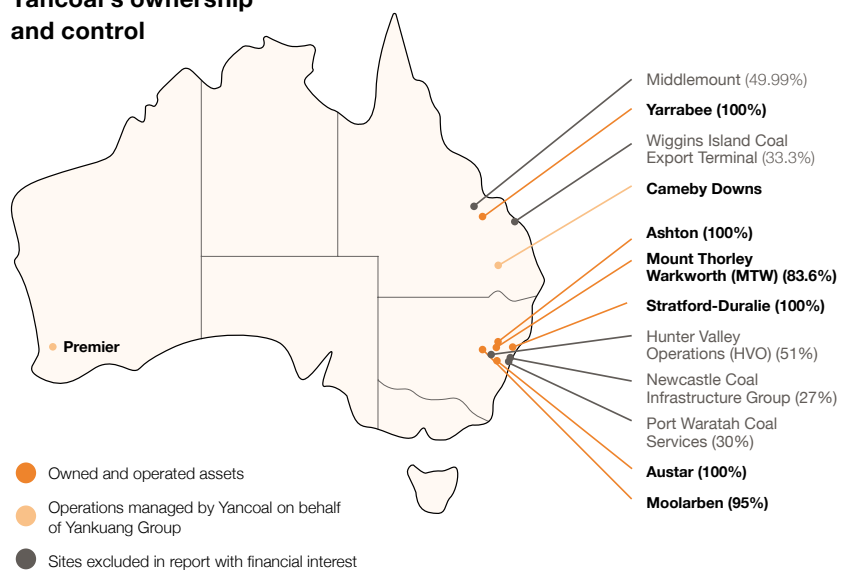 Yancoal's ownership
and control
Middlemount (49.99%)
Yarrabee (100%)
Wiggins Island Coal
Export Terminal (33.3%)
Cameby Downs
Ashton (100%)
Mount Thorley
Warkworth (MTW) (83.6%)
Stratford-Duralie (100%)
Hunter Valley
Operations (HVO) (51%)
Newcastle Coal
Infrastructure Group (27%)
Port Waratah Coal
Services (30%)
Austar (100%)
Moolarben (95%)
Premier
Owned and operated assets
Operations managed by Yancoal on behalf
of Yankuang Group
Sites excluded in report with financial interest